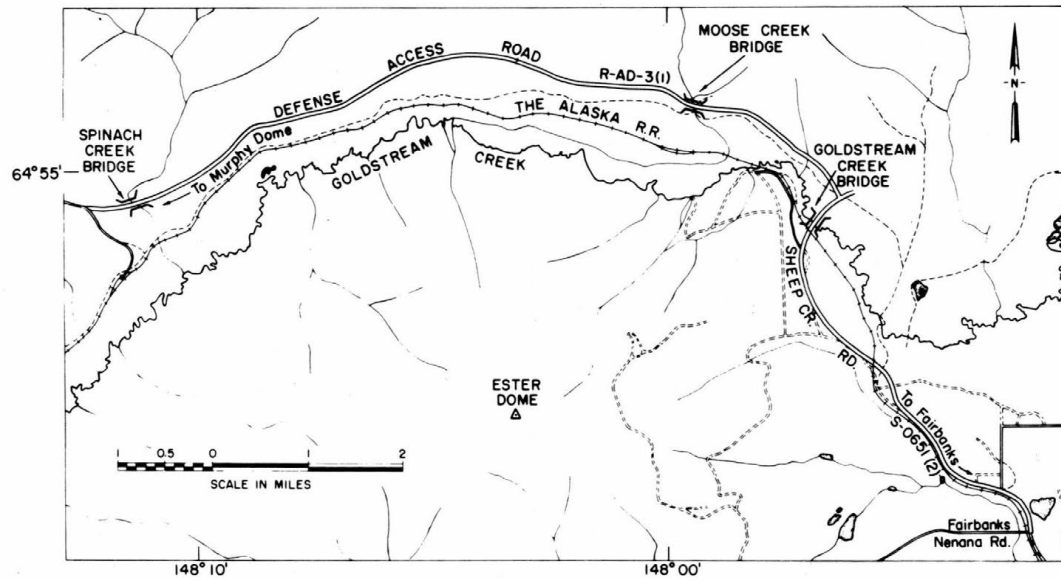 MOOSE CREEK
BRIDGE
DEFENSE ACCESS ROAD R-AD-3(1)
N
SPINACH
CREEK
BRIDGE
To Murphy Dome
THE ALASKA R.R.
GOLDSTREAM CREEK
GOLDSTREAM
CREEK
BRIDGE
64°55'
SHEEP CR. RD.
ESTER
DOME
To Fairbanks
S-0651 (2)
1 0.5 0 1 2
SCALE IN MILES
Fairbanks
Nenana Rd.
148°10'
148°00'